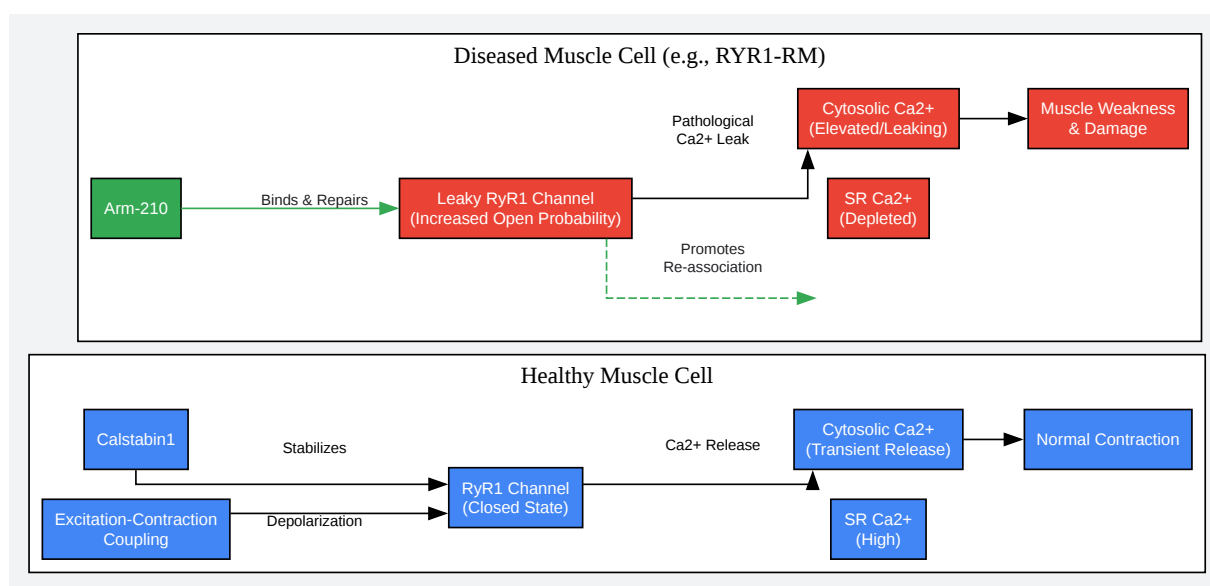 Diseased Muscle Cell (e.g., RYR1-RM)
Arm-210
Binds & Repairs
Leaky RyR1 Channel
(Increased Open Probability)
Pathological
Ca2+ Leak
Cytosolic Ca2+
(Elevated/Leaking)
Muscle Weakness
& Damage
SR Ca2+
(Depleted)
Promotes
Re-association
Healthy Muscle Cell
Calstabin1
Stabilizes
Excitation-Contraction
Coupling
Depolarization
RyR1 Channel
(Closed State)
Ca2+ Release
Cytosolic Ca2+
(Transient Release)
Normal Contraction
SR Ca2+
(High)